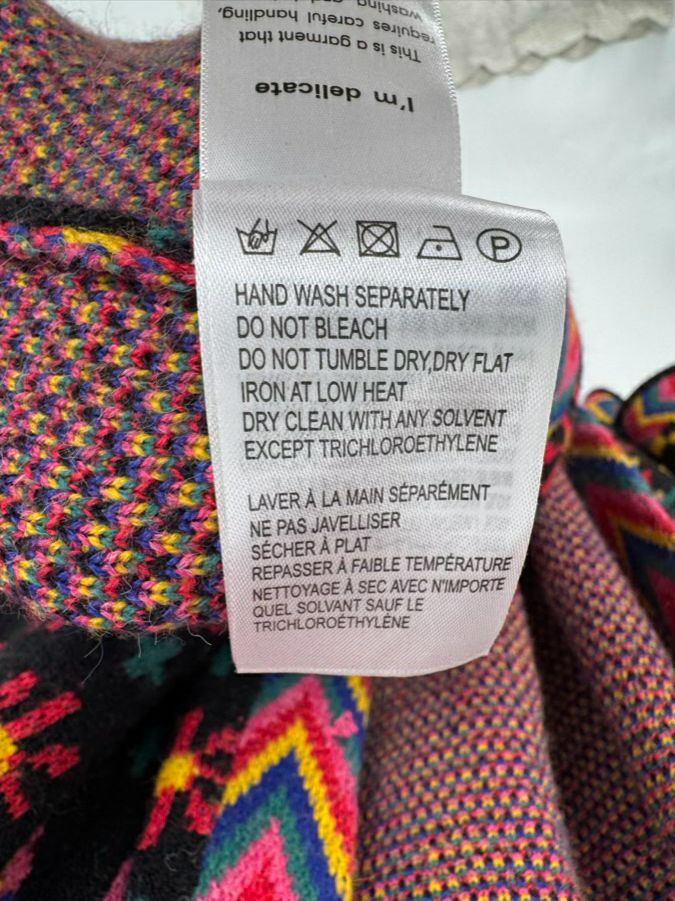 I'm delicate
This is a garment that
requires careful handling,
washing
P
HAND WASH SEPARATELY
DO NOT BLEACH
DO NOT TUMBLE DRY,DRY FLAT
IRON AT LOW HEAT
DRY CLEAN WITH ANY SOLVENT
EXCEPT TRICHLOROETHYLENE
LAVER À LA MAIN SÉPARÉMENT
NE PAS JAVELLISER
SÉCHER À PLAT
REPASSER À FAIBLE TEMPÉRATURE
NETTOYAGE À SEC AVEC N'IMPORTE
QUEL SOLVANT SAUF LE
TRICHLOROÉTHYLÈNE